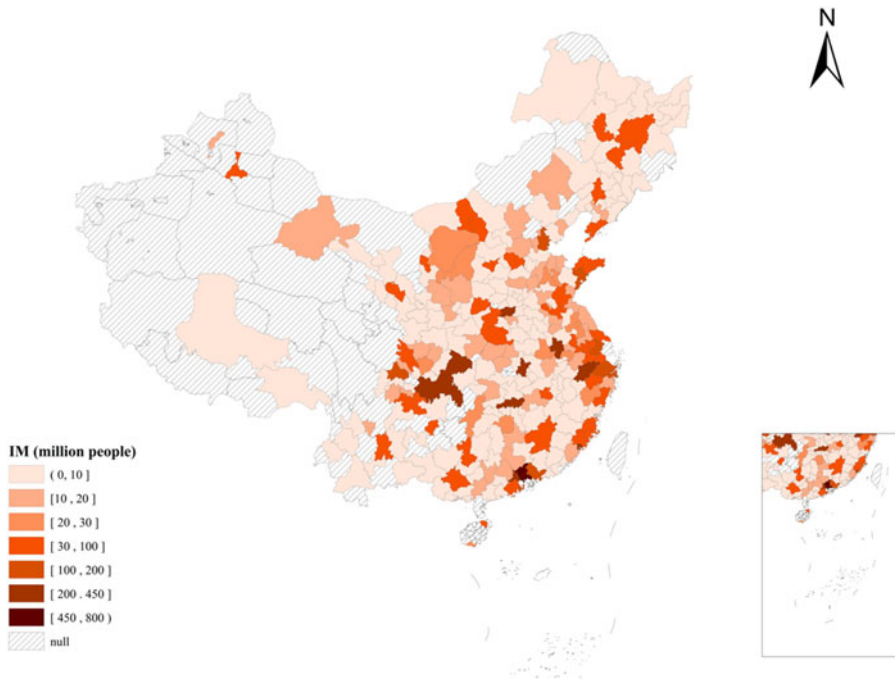 N
IM (million people)
( 0, 10 ]
[10 , 20 ]
[ 20 , 30 ]
[ 30 , 100 ]
[ 100 , 200 ]
[ 200 . 450 ]
[ 450 , 800 )
null